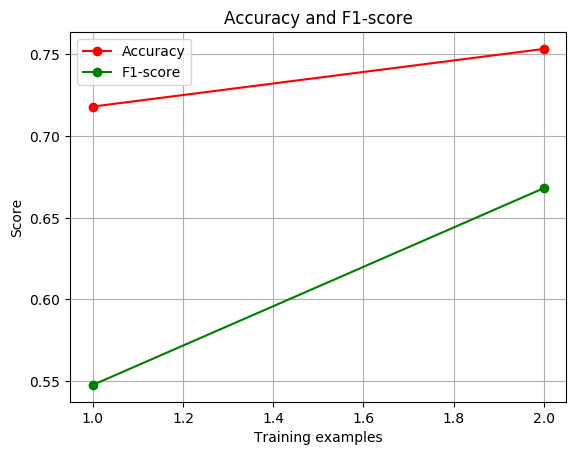 Accuracy and F1-score
Accuracy
F1-score
0.75
0.70
0.65
0.60
0.55
Score
1.0 1.2 1.4 1.6 1.8 2.0
Training examples